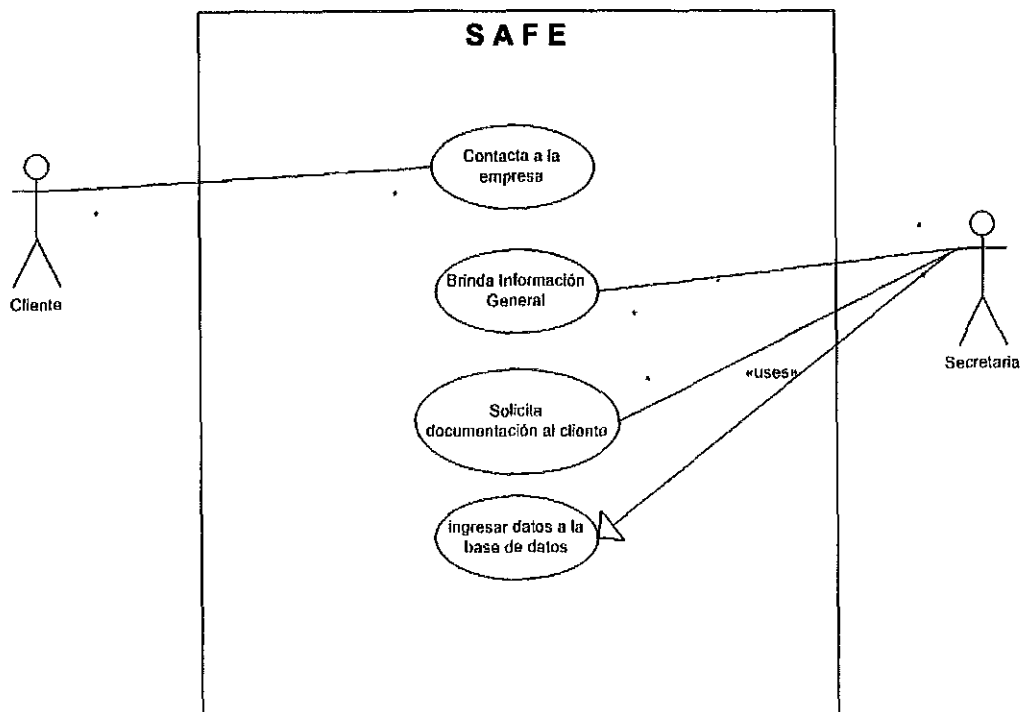 SAFE
Contacta a la
empresa
Cliente
Brinda Información
General
Secretaria
«uses»
Solicita
documentación al cliente
ingresar datos a la
base de datos